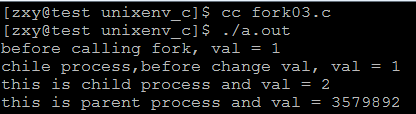 [zxy@test unixenv_c]$ cc fork03.c
[zxy@test unixenv_c]$ ./a.out
before calling fork, val = 1
chile process,before change val, val = 1
this is child process and val = 2
this is parent process and val = 3579892